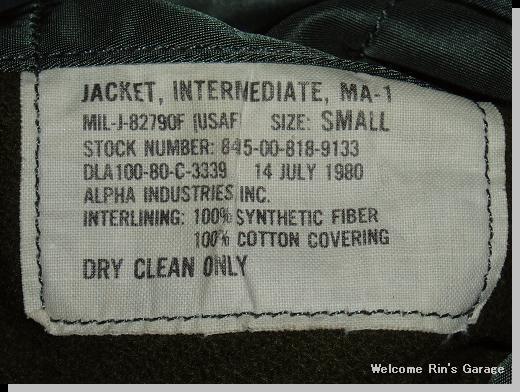 JACKET, INTERMEDIATE, MA-1
MIL-J-8279OF (USAF SIZE: SMALL
STOCK NUMBER: 845-00-818-9133
DLA100-80-C-3339 14 JULY 1980
ALPHA INDUSTRIES INC.
INTERLINING: 100% SYNTHETIC FIBER
100% COTTON COVERING
DRY CLEAN ONLY
Welcome Rin's Garage